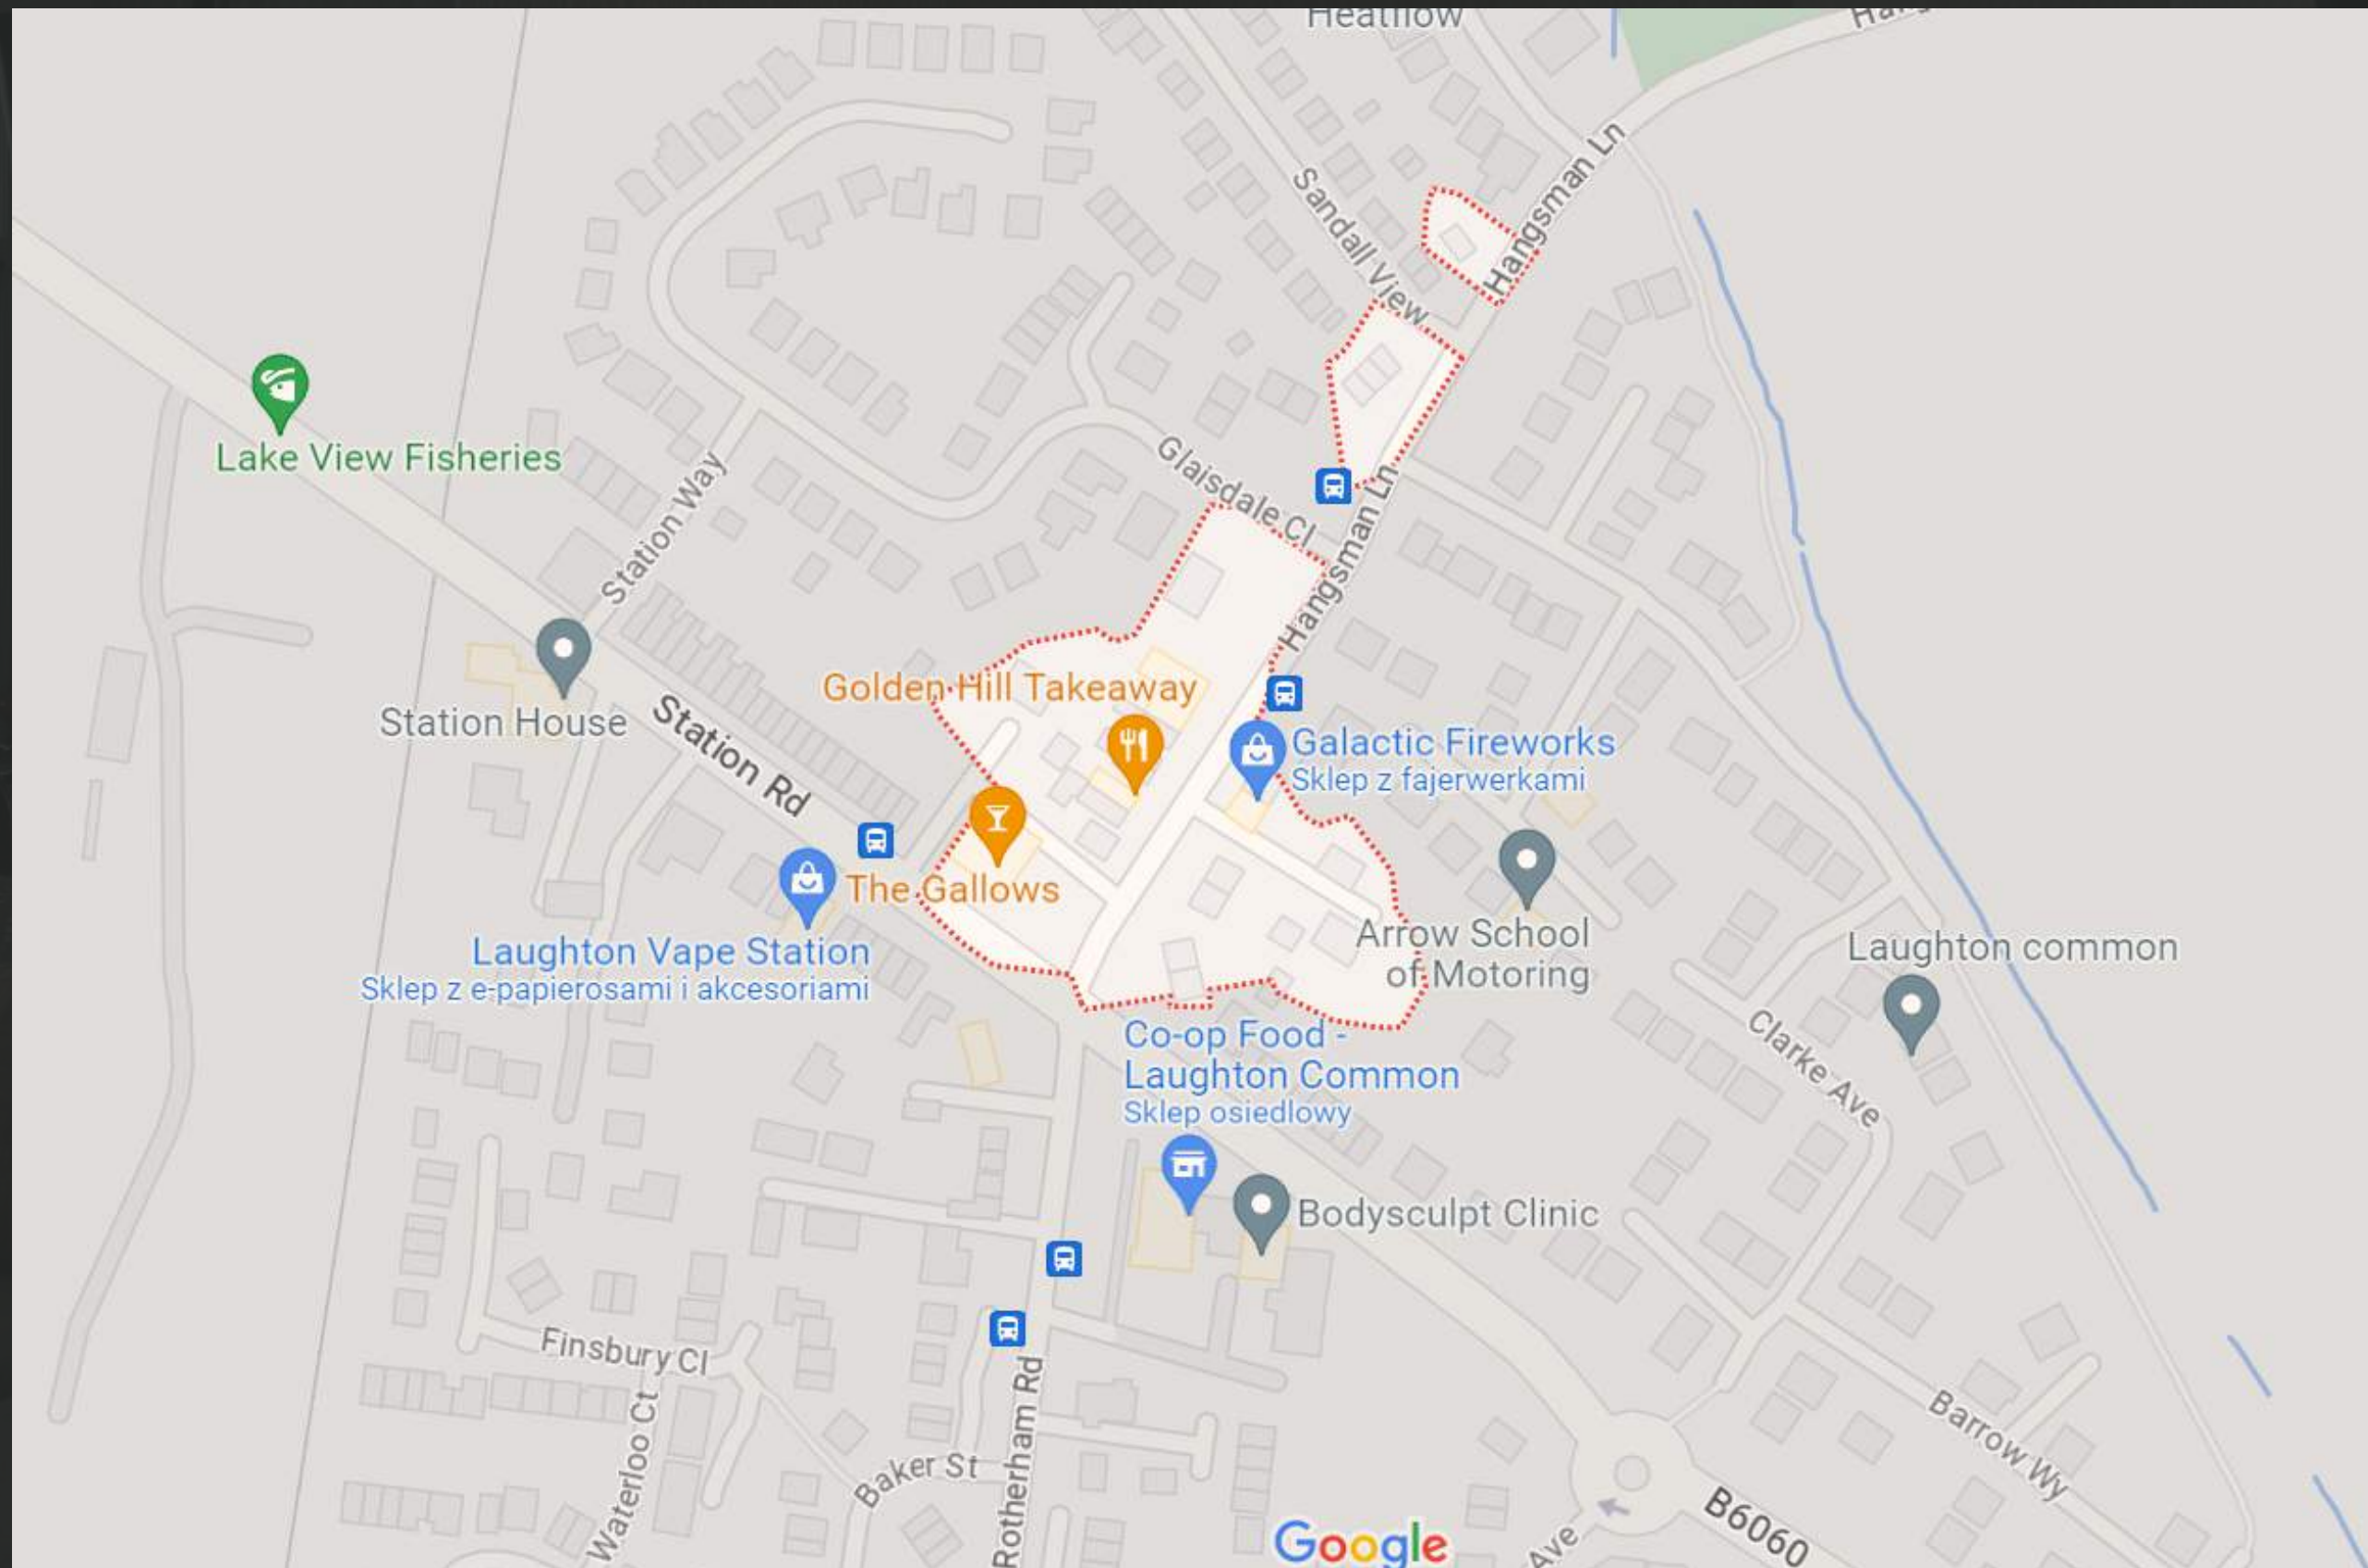 Heatflow
Hangsman Ln
Sandall View
Lake View Fisheries
Glaisdale Cl
Station Way
Hangsman Ln
Golden Hill Takeaway
Station House
Station Rd
Galactic Fireworks
Sklep z fajerwerkami
The Gallows
Laughton Vape Station
Sklep z e-papierosami i akcesoriami
Arrow School
of Motoring
Laughton common
Co-op Food -
Laughton Common
Sklep osiedlowy
Clarke Ave
Bodysculpt Clinic
Finsbury Cl
Waterloo Ct
Baker St
Rotherham Rd
Barrow Wy
B6060
Ave
Google